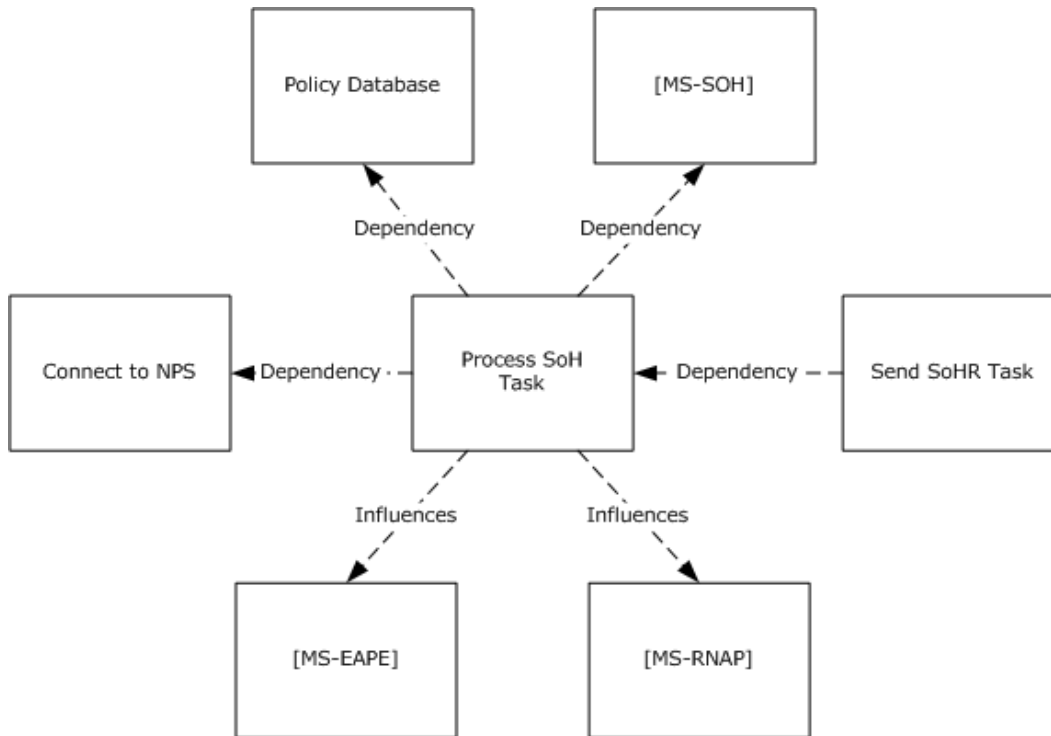 Policy Database
[MS-SOH]
Dependency
Dependency
Connect to NPS
Dependency
Process SoH
Task
Dependency
Send SoHR Task
Influences
Influences
[MS-EAPE]
[MS-RNAP]